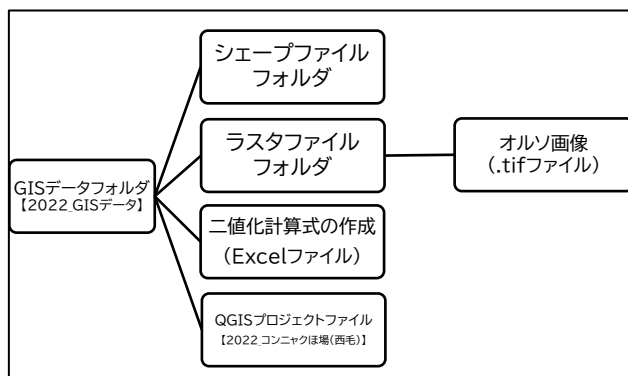 シェープファイル
フォルダ
ラスタファイル
フォルダ
オルソ画像
(.tifファイル)
GISデータフォルダ
【2022_GISデータ】
二値化計算式の作成
(Excelファイル)
QGISプロジェクトファイル
【2022_コンニャクほ場(西毛)】